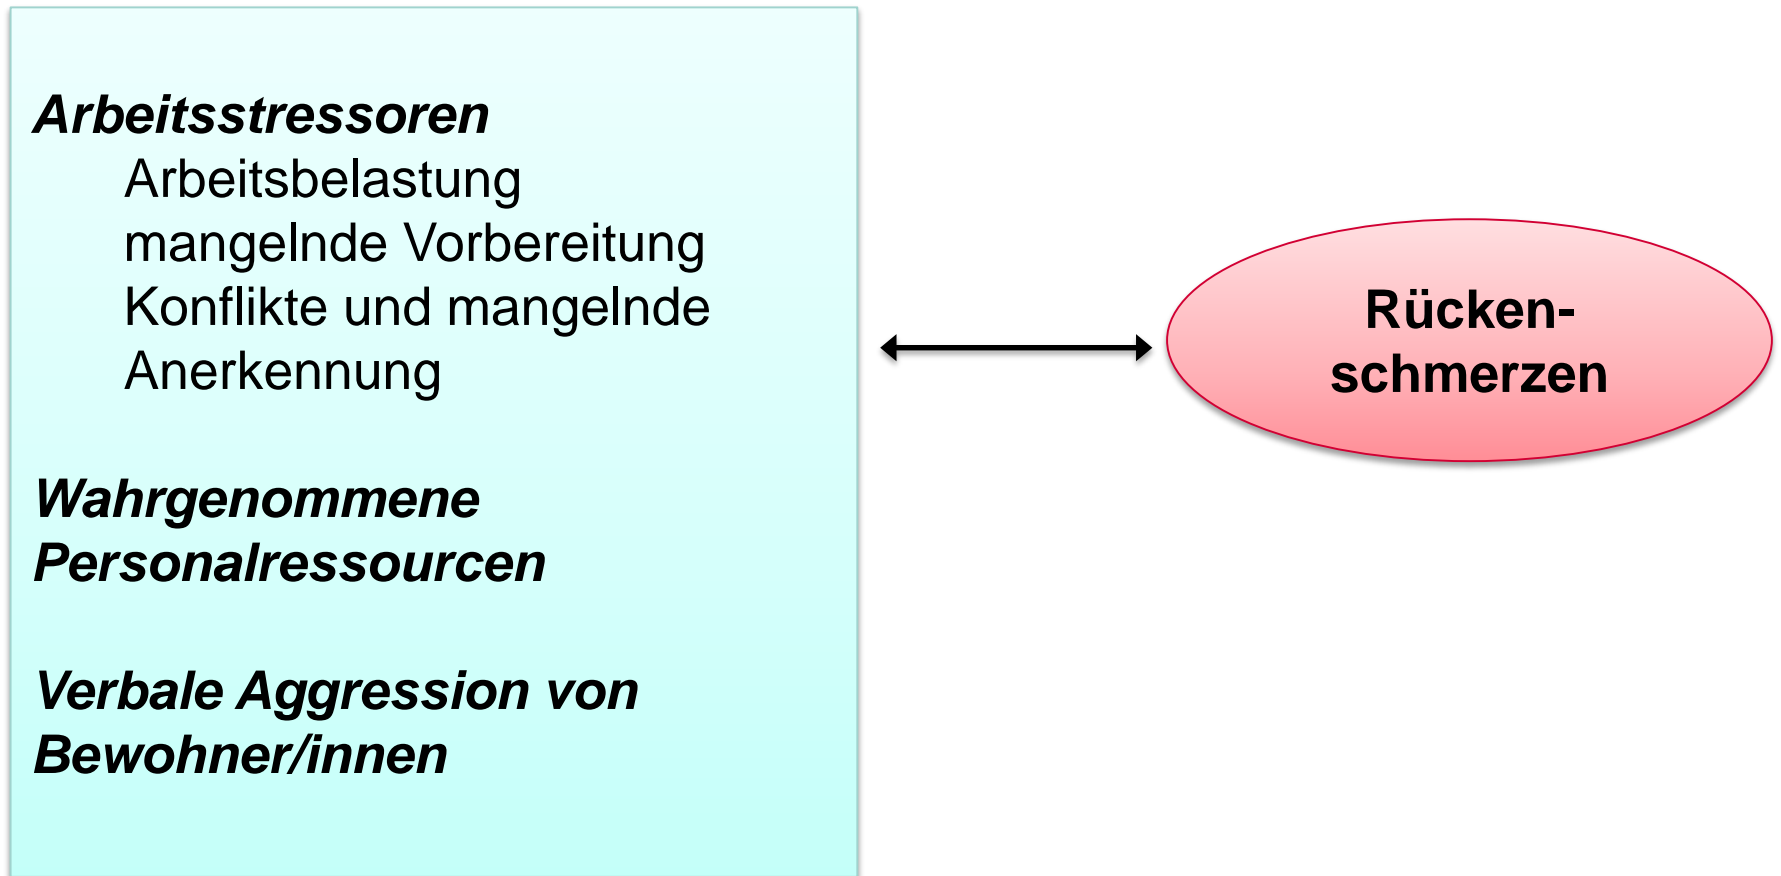 Arbeitsstressoren
Arbeitsbelastung
mangelnde Vorbereitung
Konflikte und mangelnde
Anerkennung
Wahrgenommene
Personalressourcen
Verbale Aggression von
Bewohner/innen
Rücken-
schmerzen